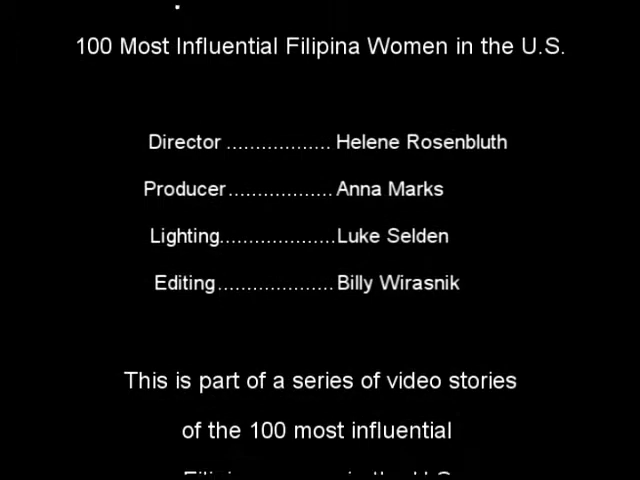 100 Most Influential Filipina Women in the U.S.
Director .................. Helene Rosenbluth
Producer.................. Anna Marks
Lighting....................Luke Selden
Editing.................... Billy Wirasnik
This is part of a series of video stories
of the 100 most influential